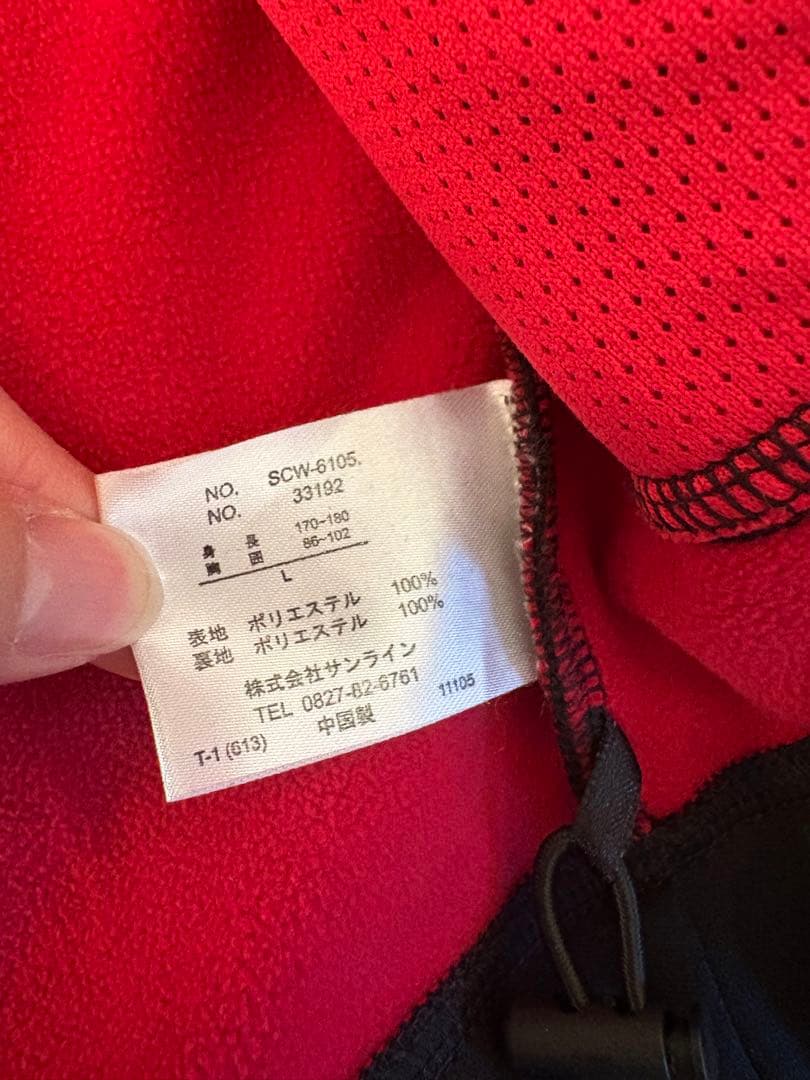 NO. SCW-6105.
NO. 33192
身長 170~180
胸囲 86~102
L
表地 ポリエステル 100%
裏地 ポリエステル 100%
株式会社サンライン
TEL 0827-82-6761
T-1 (613) 中国製 11105